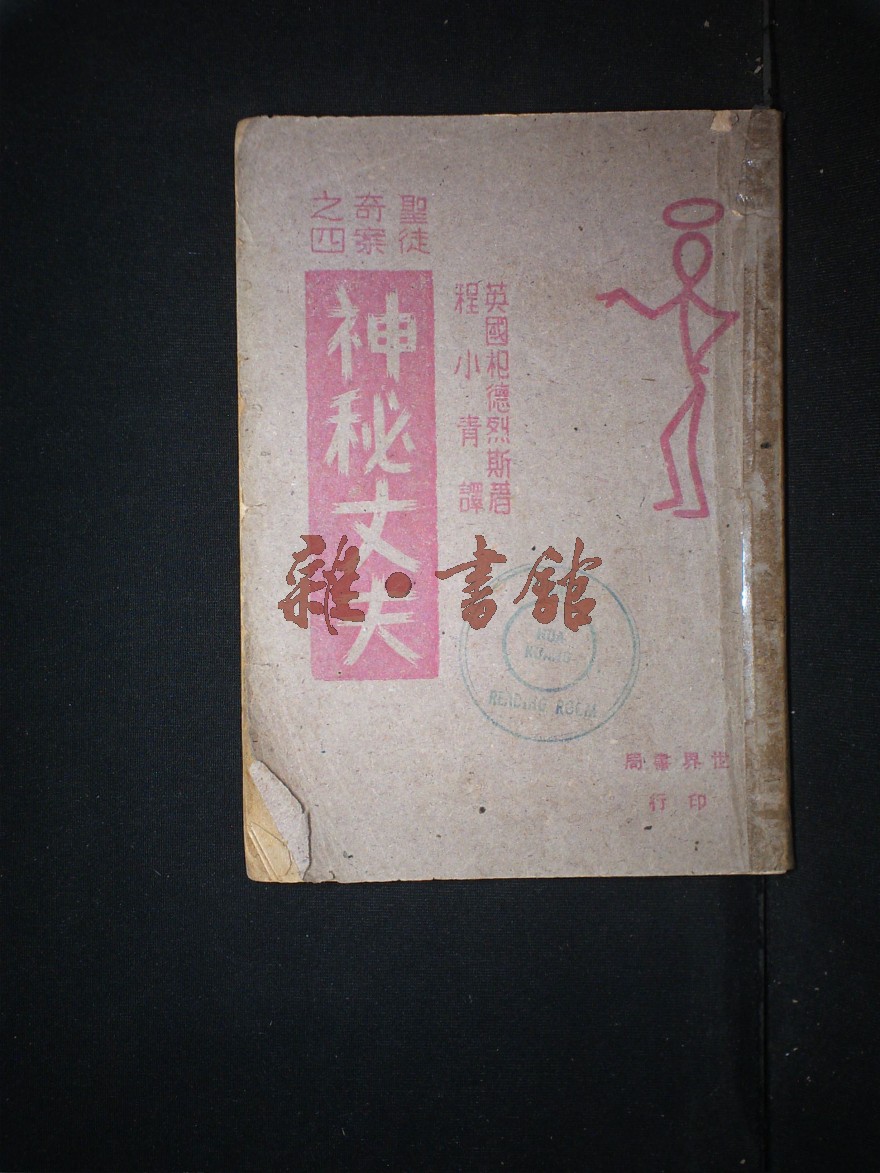 聖徒
奇案
之四
英國杞德烈斯著
程小青譯
神秘丈夫
雜・書館
READING ROOM
世界書局
印行